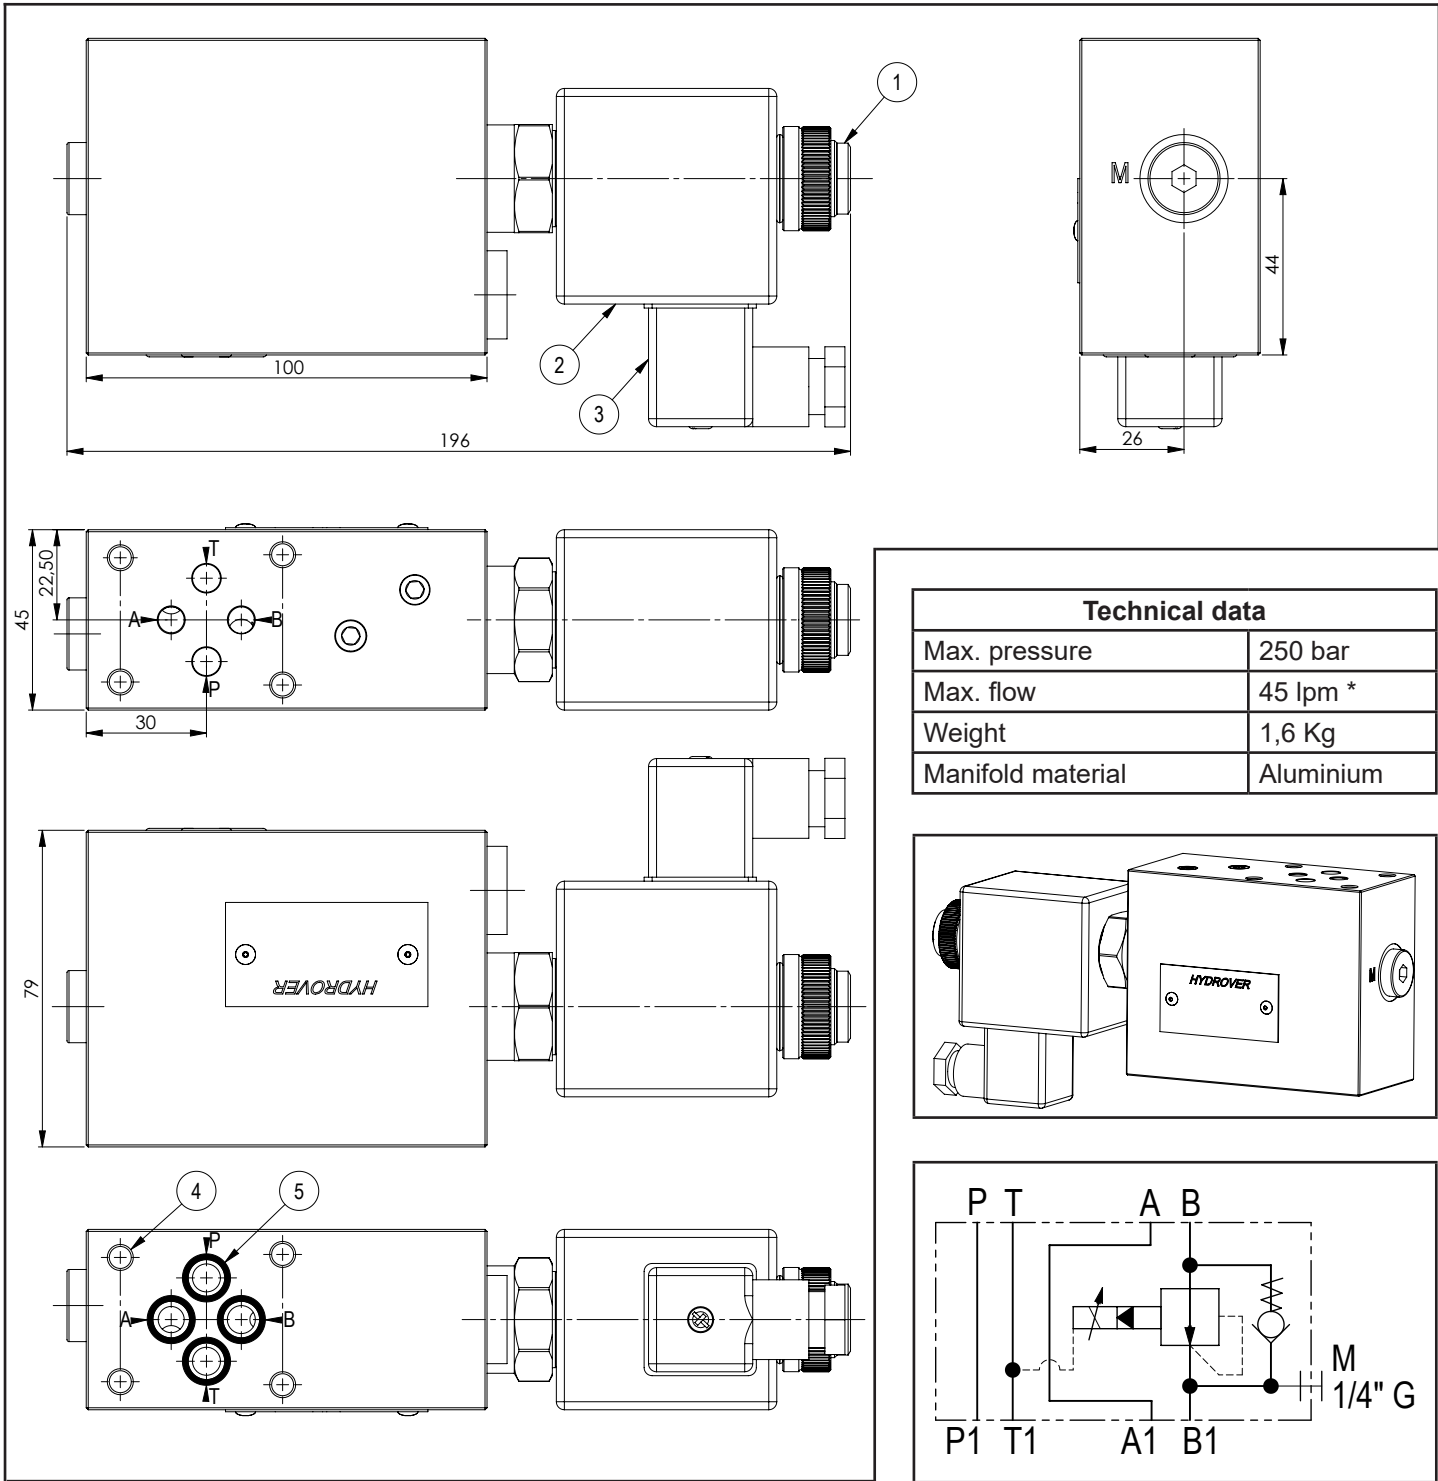 1
M
44
2
100
3
196
26
T
22,50
45
A B
P
30
Technical data
Max. pressure 250 bar
Max. flow 45 lpm *
Weight 1,6 Kg
Manifold material Aluminium
79
HYDROVER
HYDROVER
M
4 5
P
A B
T
P T A B
M
1/4" G
P1 T1 A1 B1